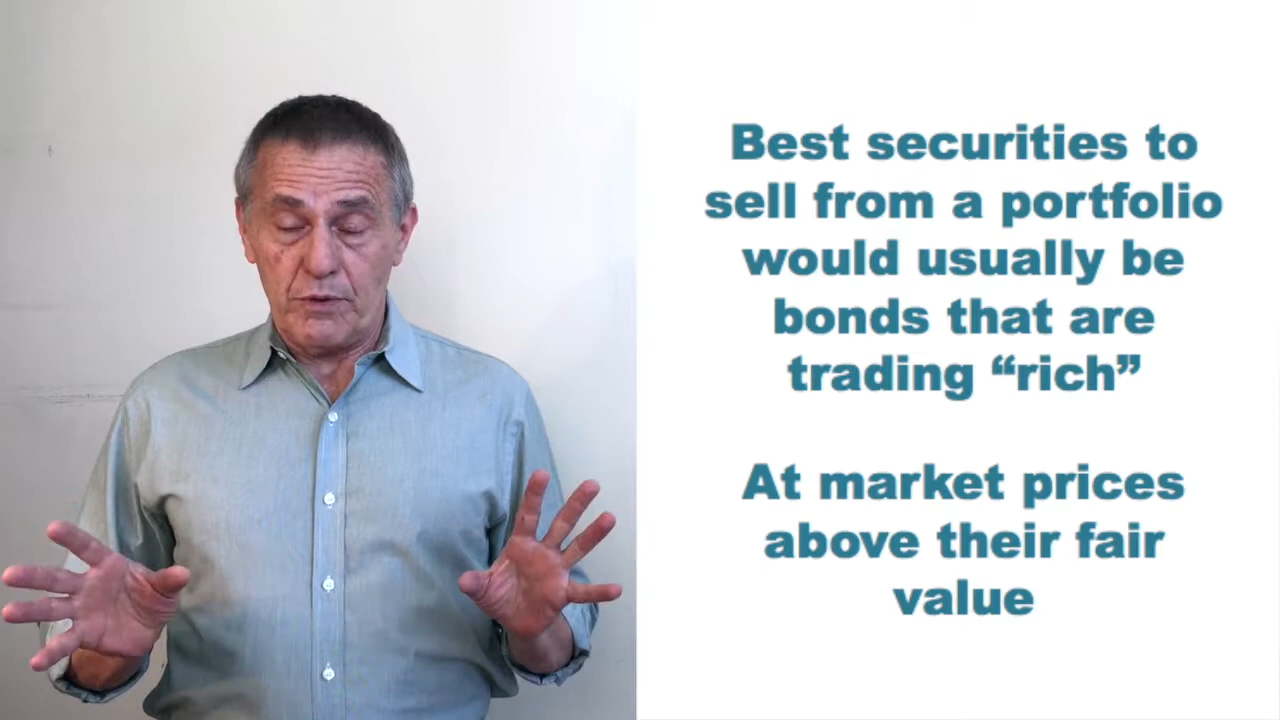 Best securities to
sell from a portfolio
would usually be
bonds that are
trading “rich”
At market prices
above their fair
value